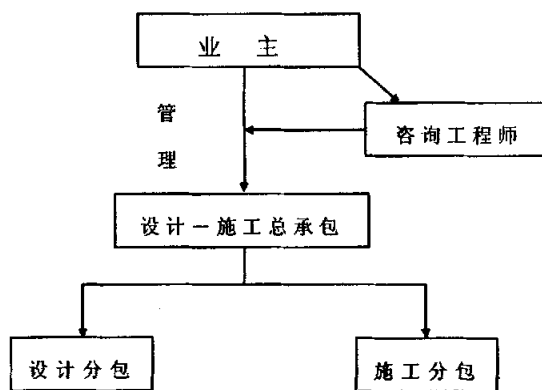 业 主
管
理
咨询工程师
设计－施工总承包
设计分包
施工分包